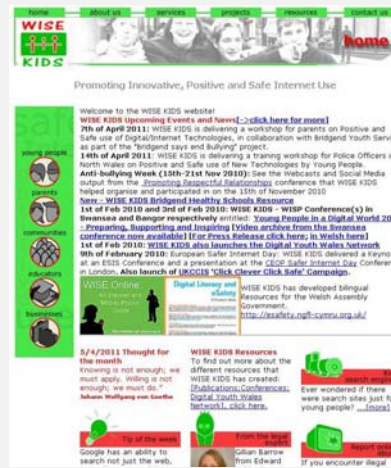 home about us services projects resources contact us
WISE
KIDS
home
Promoting Innovative, Positive and Safe Internet Use
Welcome to the WISE KIDS website!
WISE KIDS Upcoming Events and News[->click here for more]
7th of April 2011: WISE KIDS is delivering a workshop for parents on Positive and
Safe use of Digital/Internet Technologies, in collaboration with Bridgend Youth Servi
as part of the "Bridgend says end Bullying" project.
14th of April 2011: WISE KIDS is delivering a training workshop for Police Officers i
North Wales on Positive and Safe use of New Technologies by Young People.
Anti-bullying Week (15th-21st Nov 2010): See the Webcasts and Social Media
output from the Promoting Respectful Relationships conference that WISE KIDS
helped organise and participated in on the 15th of November 2010
New - WISE KIDS Bridgend Healthy Schools Resource
1st of Feb 2010 and 3rd of Feb 2010: WISE KIDS - WISP Conference(s) in
Swansea and Bangor respectively entitled: Young People in a Digital World 20
- Preparing, Supporting and Inspiring [Video archive from the Swansea
conference now available] [For Press Release click here; in Welsh here]
1st of Feb 2010: WISE KIDS also launches the Digital Youth Wales Network
9th of February 2010: European Safer Internet Day: WISE KIDS delivered a Keyno
at an ESIS Conference and a presentation at the CEOP Safer Internet Day Conferen
in London. Also launch of UKCCIS 'Click Clever Click Safe' Campaign.
young people
parents
communities
educators
businesses
WISE Online
An Internet and
Mobile Phone
Guide
Digital Literacy and
eSafety
WISE KIDS has developed bilingual
Resources for the Welsh Assembly
Government.
http://esafety.ngfl-cymru.org.uk/
5/4/2011 Thought for
the month
Knowing is not enough; we
must apply. Willing is not
enough; we must do."
Johann Wolfgang von Goethe
WISE KIDS Resources
To find out more about the
different resources that
WISE KIDS has created:
[Publications;Conferences;
Digital Youth Wales
Network], click here.
search engin
Ever wondered if there
were search sites just fo
young people? ...[more]
Tip of the week
Google has an ability to
search not just the web,
From the legal
expert
Gillian Barrow
from Edward
Report onli
If you encounter illegal